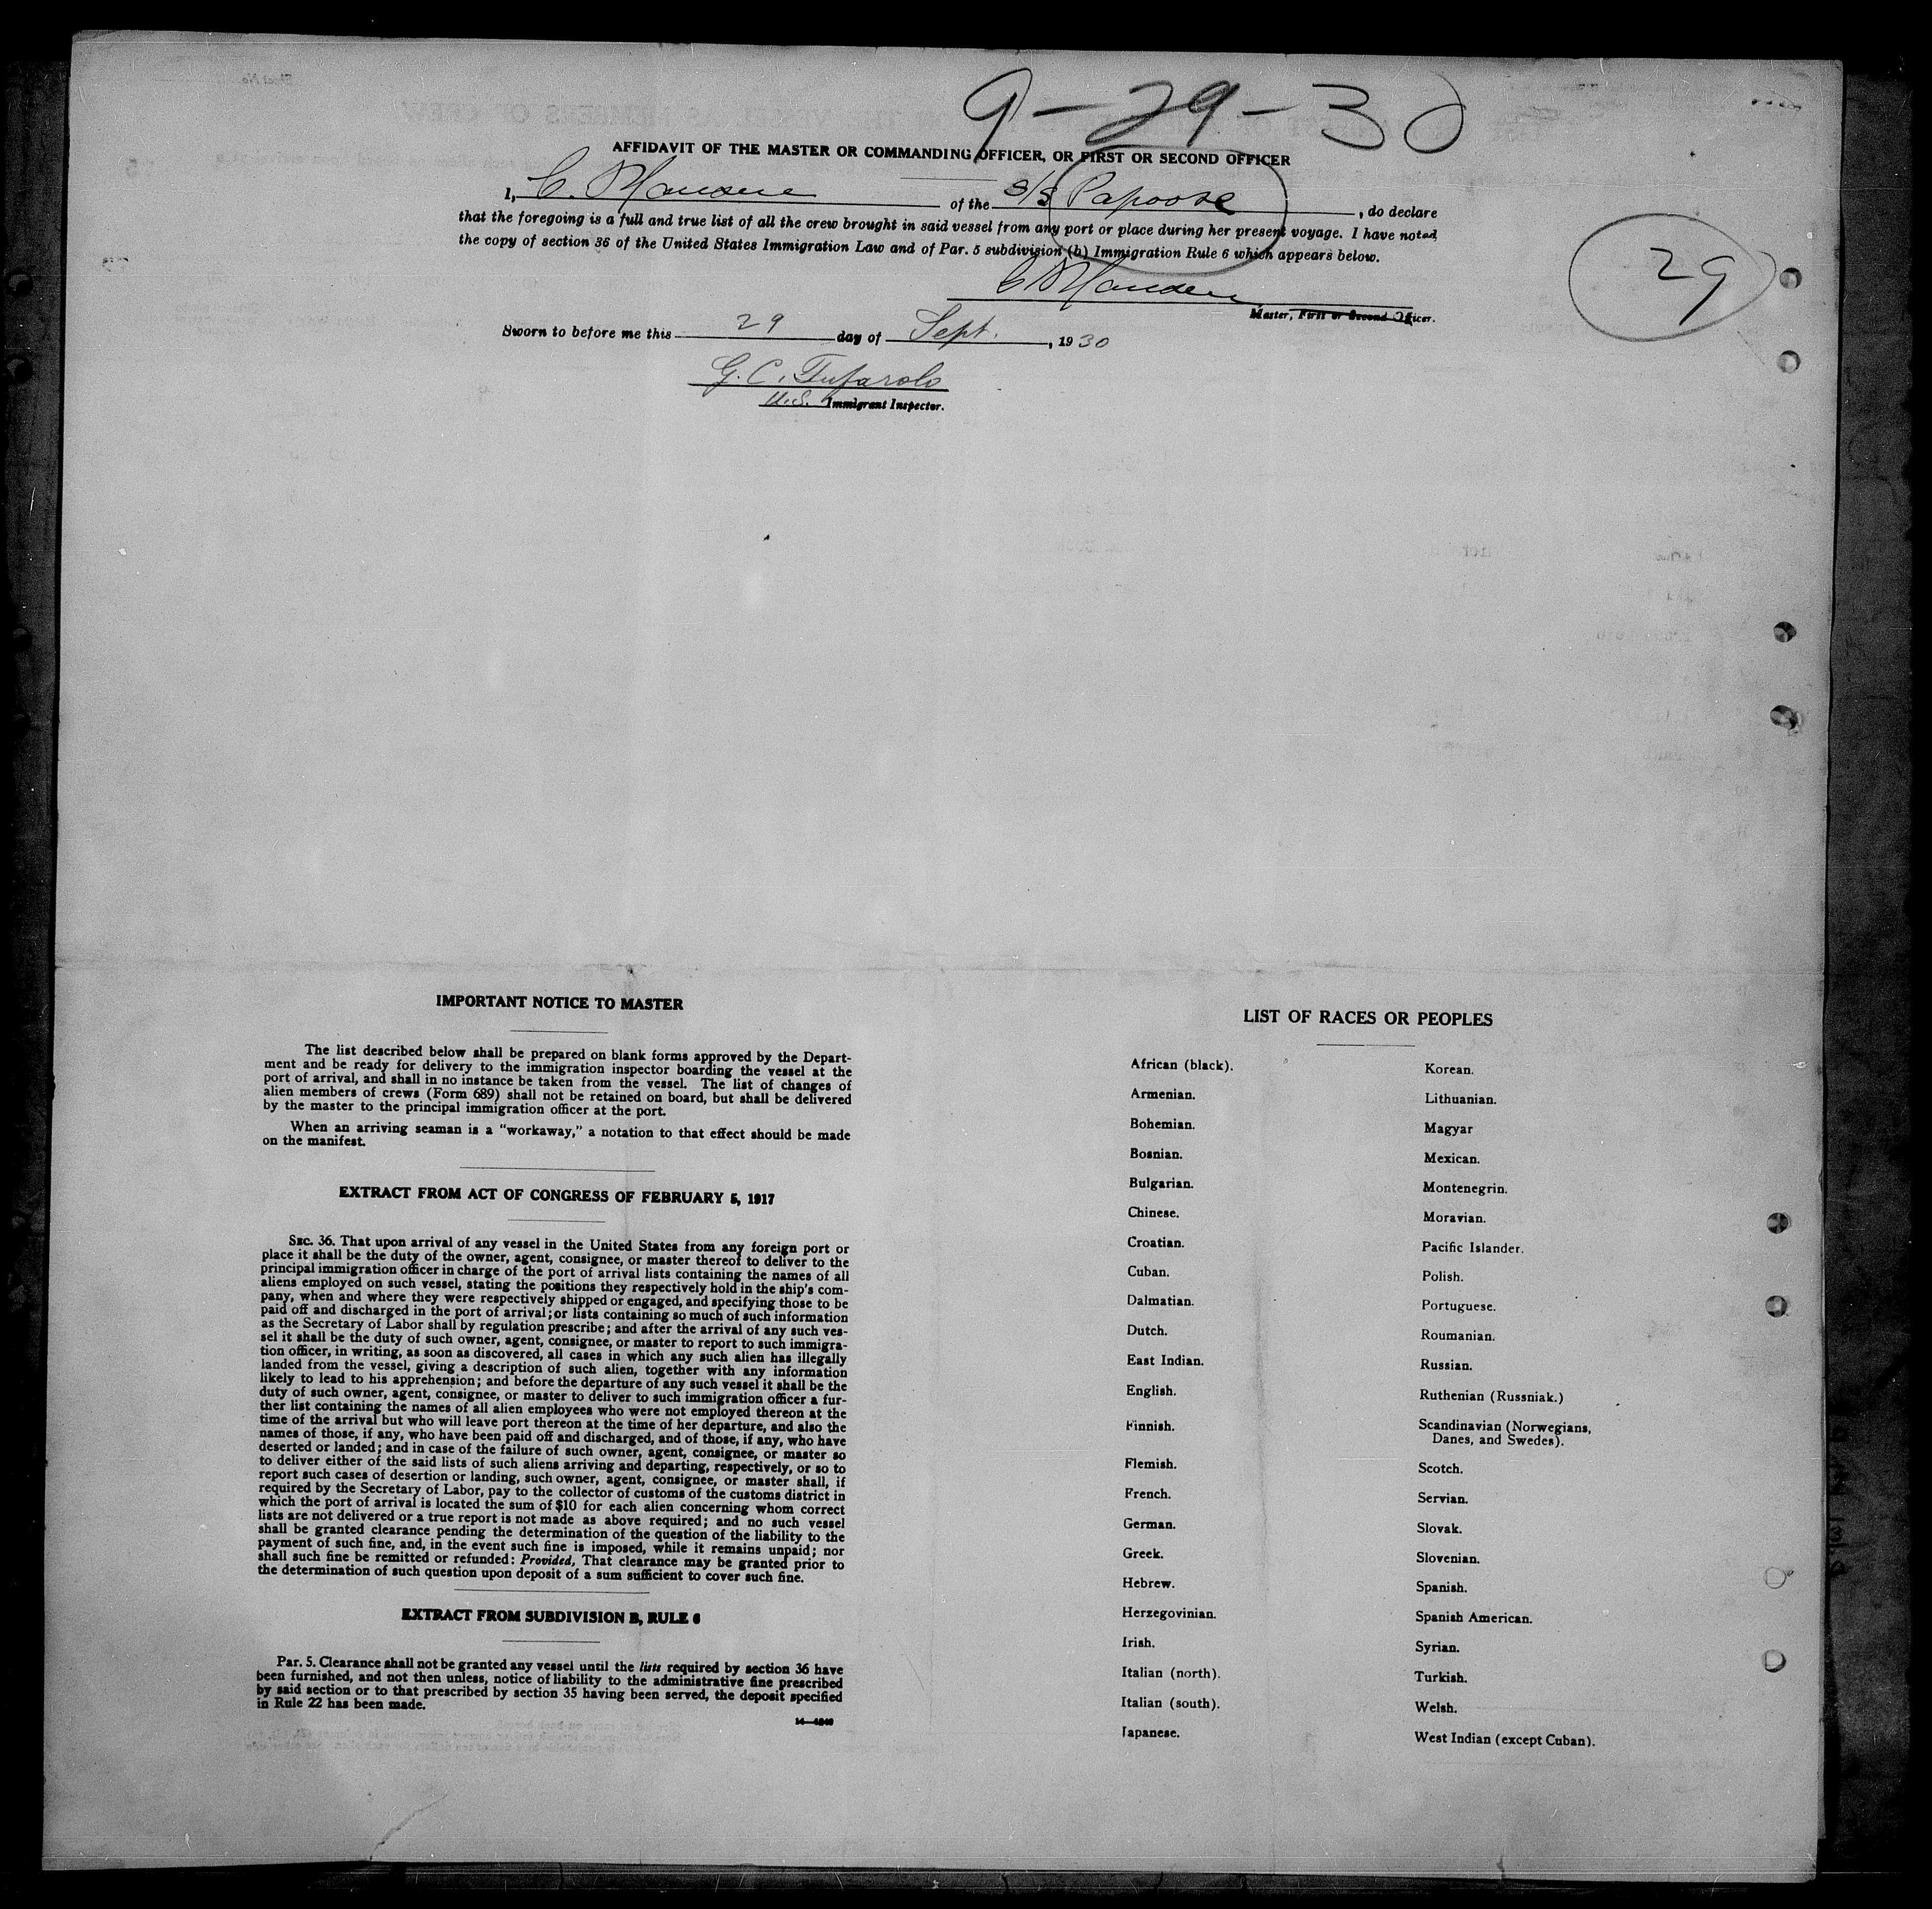 9-29-30
AFFIDAVIT OF THE MASTER OR COMMANDING OFFICER, OR FIRST OR SECOND OFFICER
I, C. Hansen of the S/S Papoose, do declare
that the foregoing is a full and true list of all the crew brought in said vessel from any port or place during her present voyage. I have noted
the copy of section 36 of the United States Immigration Law and of Par. 5 subdivision (b) Immigration Rule 6 which appears below.
29
C Hansen
Master, First or Second Officer.
Sworn to before me this 29 day of Sept., 1930
G. C. Tufarolo
U.S. Immigrant Inspector.
IMPORTANT NOTICE TO MASTER
The list described below shall be prepared on blank forms approved by the Depart-
ment and be ready for delivery to the immigration inspector boarding the vessel at the
port of arrival, and shall in no instance be taken from the vessel. The list of changes of
alien members of crews (Form 689) shall not be retained on board, but shall be delivered
by the master to the principal immigration officer at the port.
When an arriving seaman is a "workaway," a notation to that effect should be made
on the manifest.
EXTRACT FROM ACT OF CONGRESS OF FEBRUARY 5, 1917
SEC. 36. That upon arrival of any vessel in the United States from any foreign port or
place it shall be the duty of the owner, agent, consignee, or master thereof to deliver to the
principal immigration officer in charge of the port of arrival lists containing the names of all
aliens employed on such vessel, stating the positions they respectively hold in the ship's com-
pany, when and where they were respectively shipped or engaged, and specifying those to be
paid off and discharged in the port of arrival; or lists containing so much of such information
as the Secretary of Labor shall by regulation prescribe; and after the arrival of any such ves-
sel it shall be the duty of such owner, agent, consignee, or master to report to such immigra-
tion officer, in writing, as soon as discovered, all cases in which any such alien has illegally
landed from the vessel, giving a description of such alien, together with any information
likely to lead to his apprehension; and before the departure of any such vessel it shall be the
duty of such owner, agent, consignee, or master to deliver to such immigration officer a fur-
ther list containing the names of all alien employees who were not employed thereon at the
time of the arrival but who will leave port thereon at the time of her departure, and also the
names of those, if any, who have been paid off and discharged, and of those, if any, who have
deserted or landed; and in case of the failure of such owner, agent, consignee, or master so
to deliver either of the said lists of such aliens arriving and departing, respectively, or so to
report such cases of desertion or landing, such owner, agent, consignee, or master shall, if
required by the Secretary of Labor, pay to the collector of customs of the customs district in
which the port of arrival is located the sum of $10 for each alien concerning whom correct
lists are not delivered or a true report is not made as above required; and no such vessel
shall be granted clearance pending the determination of the question of the liability to the
payment of such fine, and, in the event such fine is imposed, while it remains unpaid; nor
shall such fine be remitted or refunded: Provided, That clearance may be granted prior to
the determination of such question upon deposit of a sum sufficient to cover such fine.
EXTRACT FROM SUBDIVISION B, RULE 6
Par. 5. Clearance shall not be granted any vessel until the lists required by section 36 have
been furnished, and not then unless, notice of liability to the administrative fine prescribed
by said section or to that prescribed by section 35 having been served, the deposit specified
in Rule 22 has been made.
LIST OF RACES OR PEOPLES
African (black).
Armenian.
Bohemian.
Bosnian.
Bulgarian.
Chinese.
Croatian.
Cuban.
Dalmatian.
Dutch.
East Indian.
English.
Finnish.
Flemish.
French.
German.
Greek.
Hebrew.
Herzegovinian.
Irish.
Italian (north).
Italian (south).
Japanese.
Korean.
Lithuanian.
Magyar
Mexican.
Montenegrin.
Moravian.
Pacific Islander.
Polish.
Portuguese.
Roumanian.
Russian.
Ruthenian (Russniak.)
Scandinavian (Norwegians,
Danes, and Swedes).
Scotch.
Servian.
Slovak.
Slovenian.
Spanish.
Spanish American.
Syrian.
Turkish.
Welsh.
West Indian (except Cuban).